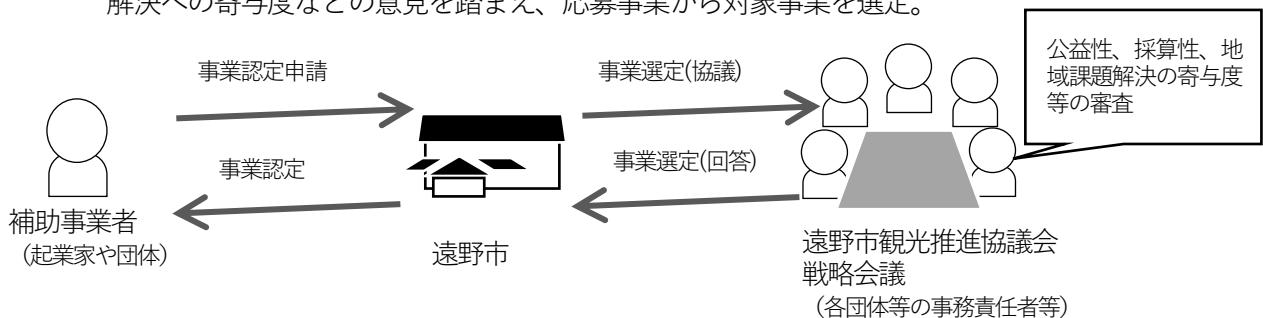 解決への寄与度などの意見を踏まえ、応募事業から対象事業を選定。
公益性、採算性、地
域課題解決の寄与度
等の審査
事業認定申請
事業選定(協議)
事業認定
事業選定(回答)
補助事業者
（起業家や団体）
遠野市
遠野市観光推進協議会
戦略会議
（各団体等の事務責任者等）